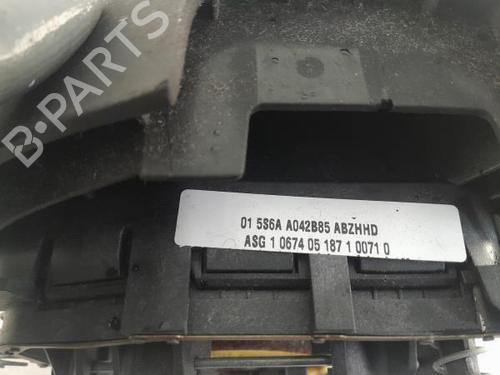 B-PARTS
01 5S6A A042B85 ABZHHD
ASG 1 0674 05 187 1 0071 0